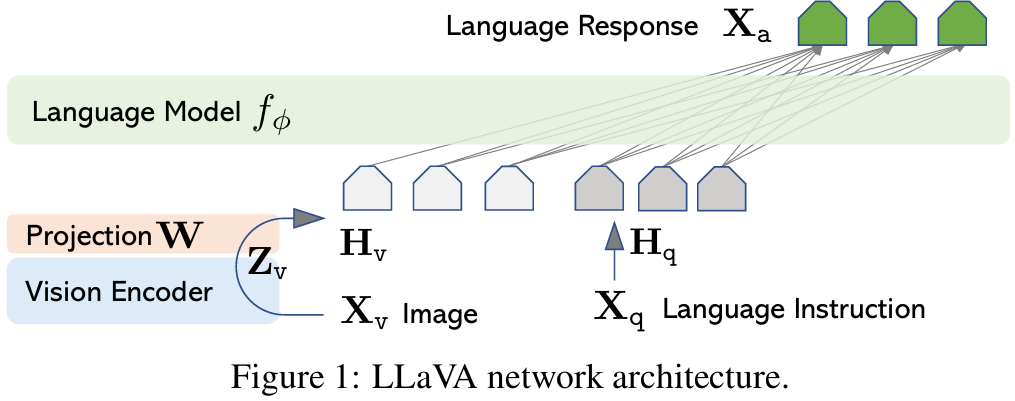 Language Response X_a
Language Model f_ϕ
Projection W
Z_v
H_v
H_q
Vision Encoder
X_v Image
X_q Language Instruction
Figure 1: LLaVA network architecture.